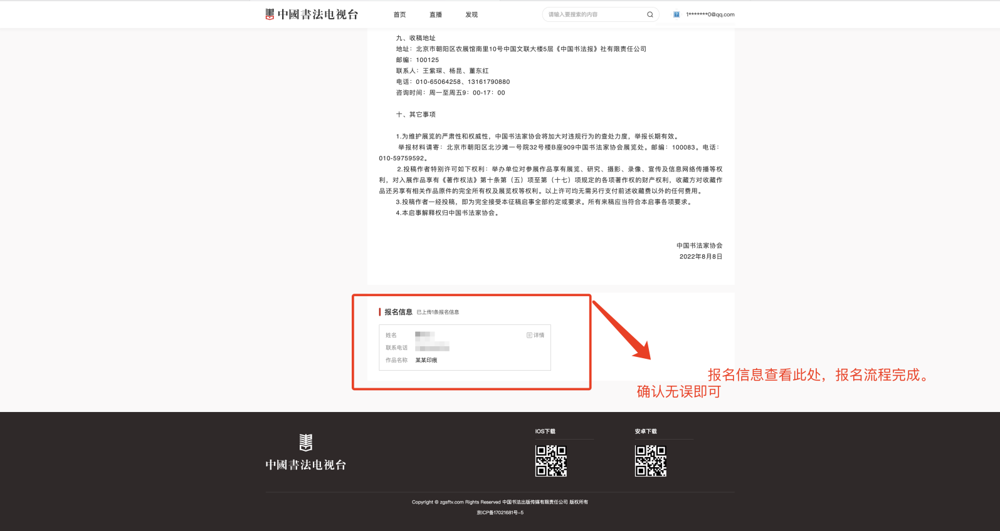 中國書法电视台
首页 直播 发现
请输入要搜索的内容
1*******0@qq.com
九、收稿地址
地址：北京市朝阳区农展馆南里10号中国文联大楼5层《中国书法报》社有限责任公司
邮编：100125
联系人：王紫琛、杨昆、董东红
电话：010-65064258、13161790880
咨询时间：周一至周五9：00-17：00
十、其它事项
1.为维护展览的严肃性和权威性，中国书法家协会将加大对违规行为的查处力度，举报长期有效。
举报材料请寄：北京市朝阳区北沙滩一号院32号楼B座909中国书法家协会展览处。邮编：100083。电话：
010-59759592。
2.投稿作者特别许可如下权利：举办单位对参展作品享有展览、研究、摄影、录像、宣传及信息网络传播等权
利，对入展作品享有《著作权法》第十条第（五）项至第（十七）项规定的各项著作权的财产权利，收藏方对收藏作
品还另享有相关作品原件的完全所有权及展览权等权利。以上许可均无需另行支付前述收藏费以外的任何费用。
3.投稿作者一经投稿，即为完全接受本征稿启事全部约定或要求。所有来稿应当符合本启事各项要求。
4.本启事解释权归中国书法家协会。
中国书法家协会
2022年8月8日
报名信息 已上传1条报名信息
姓名 详情
联系电话
作品名称 某某印痕
报名信息查看此处，报名流程完成。
确认无误即可
中國書法电视台
IOS下载
安卓下载
Copyright © zgsftv.com Rights Reserved 中国书法出版传媒有限责任公司 版权所有
京ICP备17021681号-5